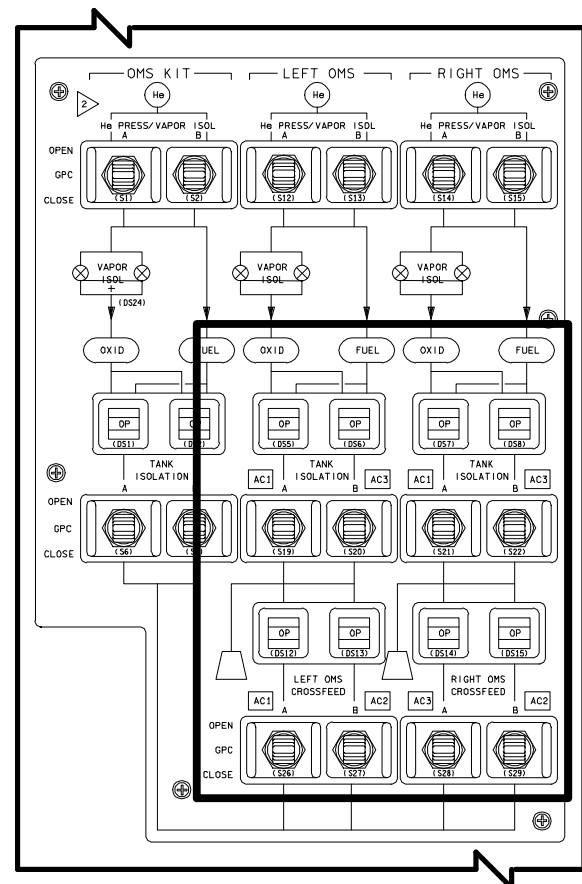 OMS KIT LEFT OMS RIGHT OMS
2
He He He
He PRESS/VAPOR ISOL He PRESS/VAPOR ISOL He PRESS/VAPOR ISOL
A B A B A B
OPEN
GPC
CLOSE
(S1) (S2) (S12) (S13) (S14) (S15)
VAPOR ISOL VAPOR ISOL VAPOR ISOL
+
(DS24)
OXID FUEL OXID FUEL OXID FUEL
OP OP OP OP OP OP
(DS1) (DS5) (DS6) (DS7) (DS8)
TANK ISOLATION TANK ISOLATION TANK ISOLATION
A AC1 A B AC3 AC1 A B AC3
OPEN
GPC
CLOSE
(S6) (S19) (S20) (S21) (S22)
OP OP OP OP
(DS12) (DS13) (DS14) (DS15)
LEFT OMS CROSSFEED RIGHT OMS CROSSFEED
AC1 A B AC2 AC3 A B AC2
OPEN
GPC
CLOSE
(S26) (S27) (S28) (S29)